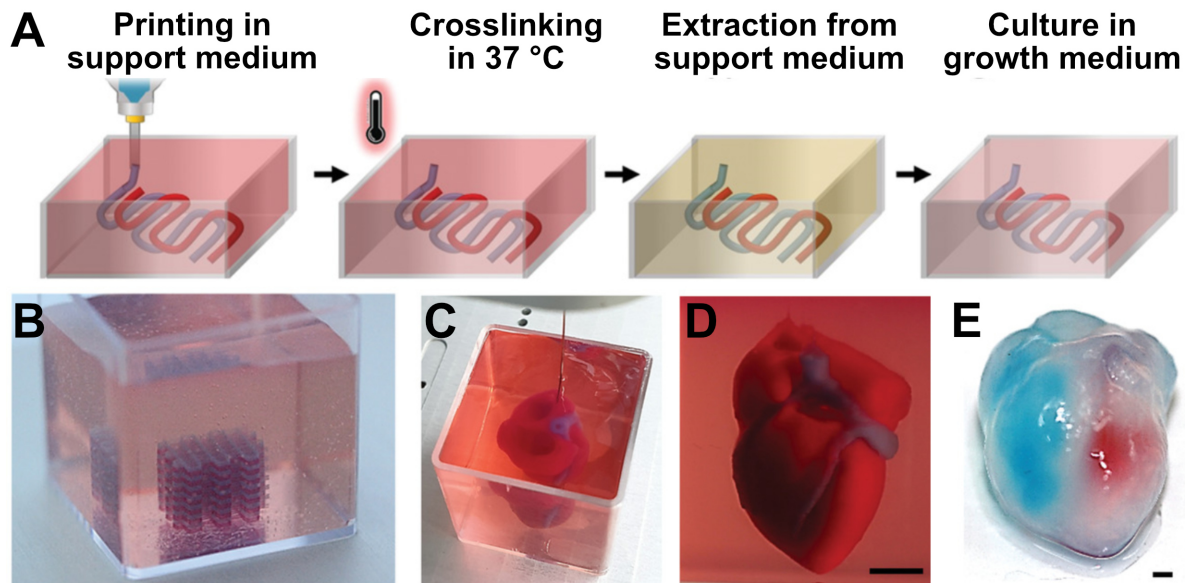 A
Printing in
support medium
Crosslinking
in 37 °C
Extraction from
support medium
Culture in
growth medium
B
C
D
E